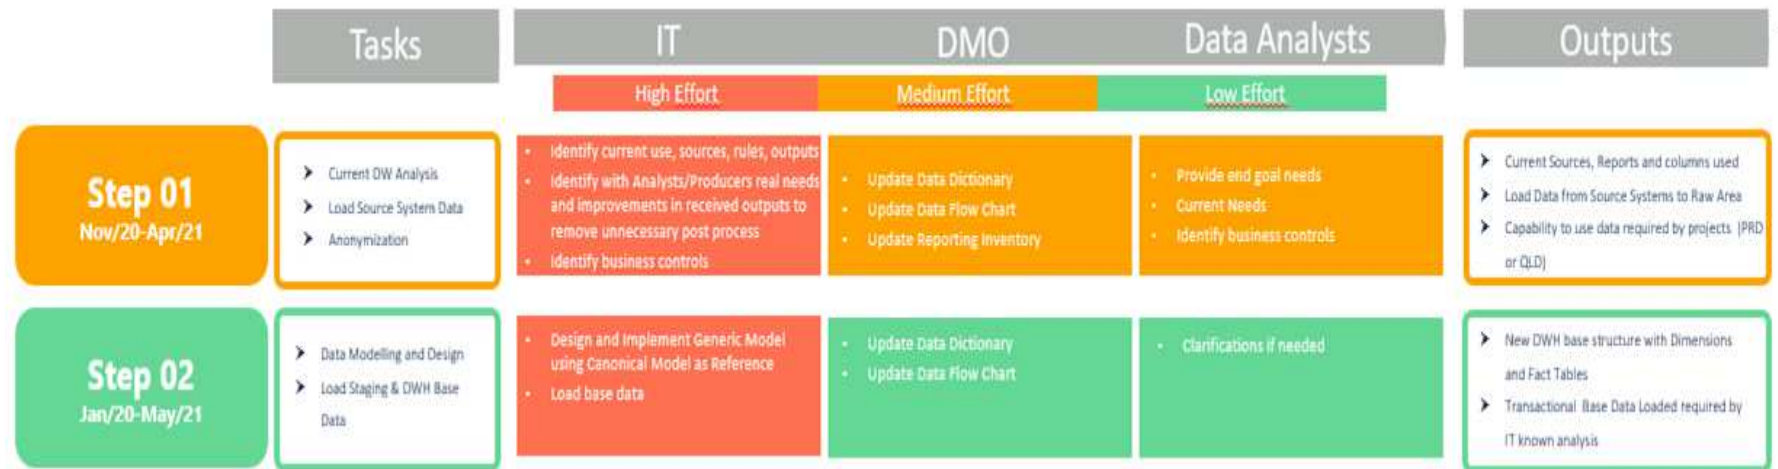 Tasks
IT
DMO
Data Analysts
Outputs
High Effort
Medium Effort
Low Effort
Step 01
Nov/20-Apr/21
Current DW Analysis
Load Source System Data
Anonymization
Identify current use, sources, rules, outputs
Identify with Analysts/Producers real needs
and improvements in received outputs to
remove unnecessary post process
Identify business controls
Update Data Dictionary
Update Data Flow Chart
Update Reporting Inventory
Provide end goal needs
Current Needs
Identify business controls
Current Sources, Reports and columns used
Load Data from Source Systems to Raw Area
Capability to use data required by projects (PRD
or QLD)
Step 02
Jan/20-May/21
Data Modelling and Design
Load Staging & DWH Base
Data
Design and Implement Generic Model
using Canonical Model as Reference
Load base data
Update Data Dictionary
Update Data Flow Chart
Clarifications if needed
New DWH base structure with Dimensions
and Fact Tables
Transactional Base Data Loaded required by
IT known analysis